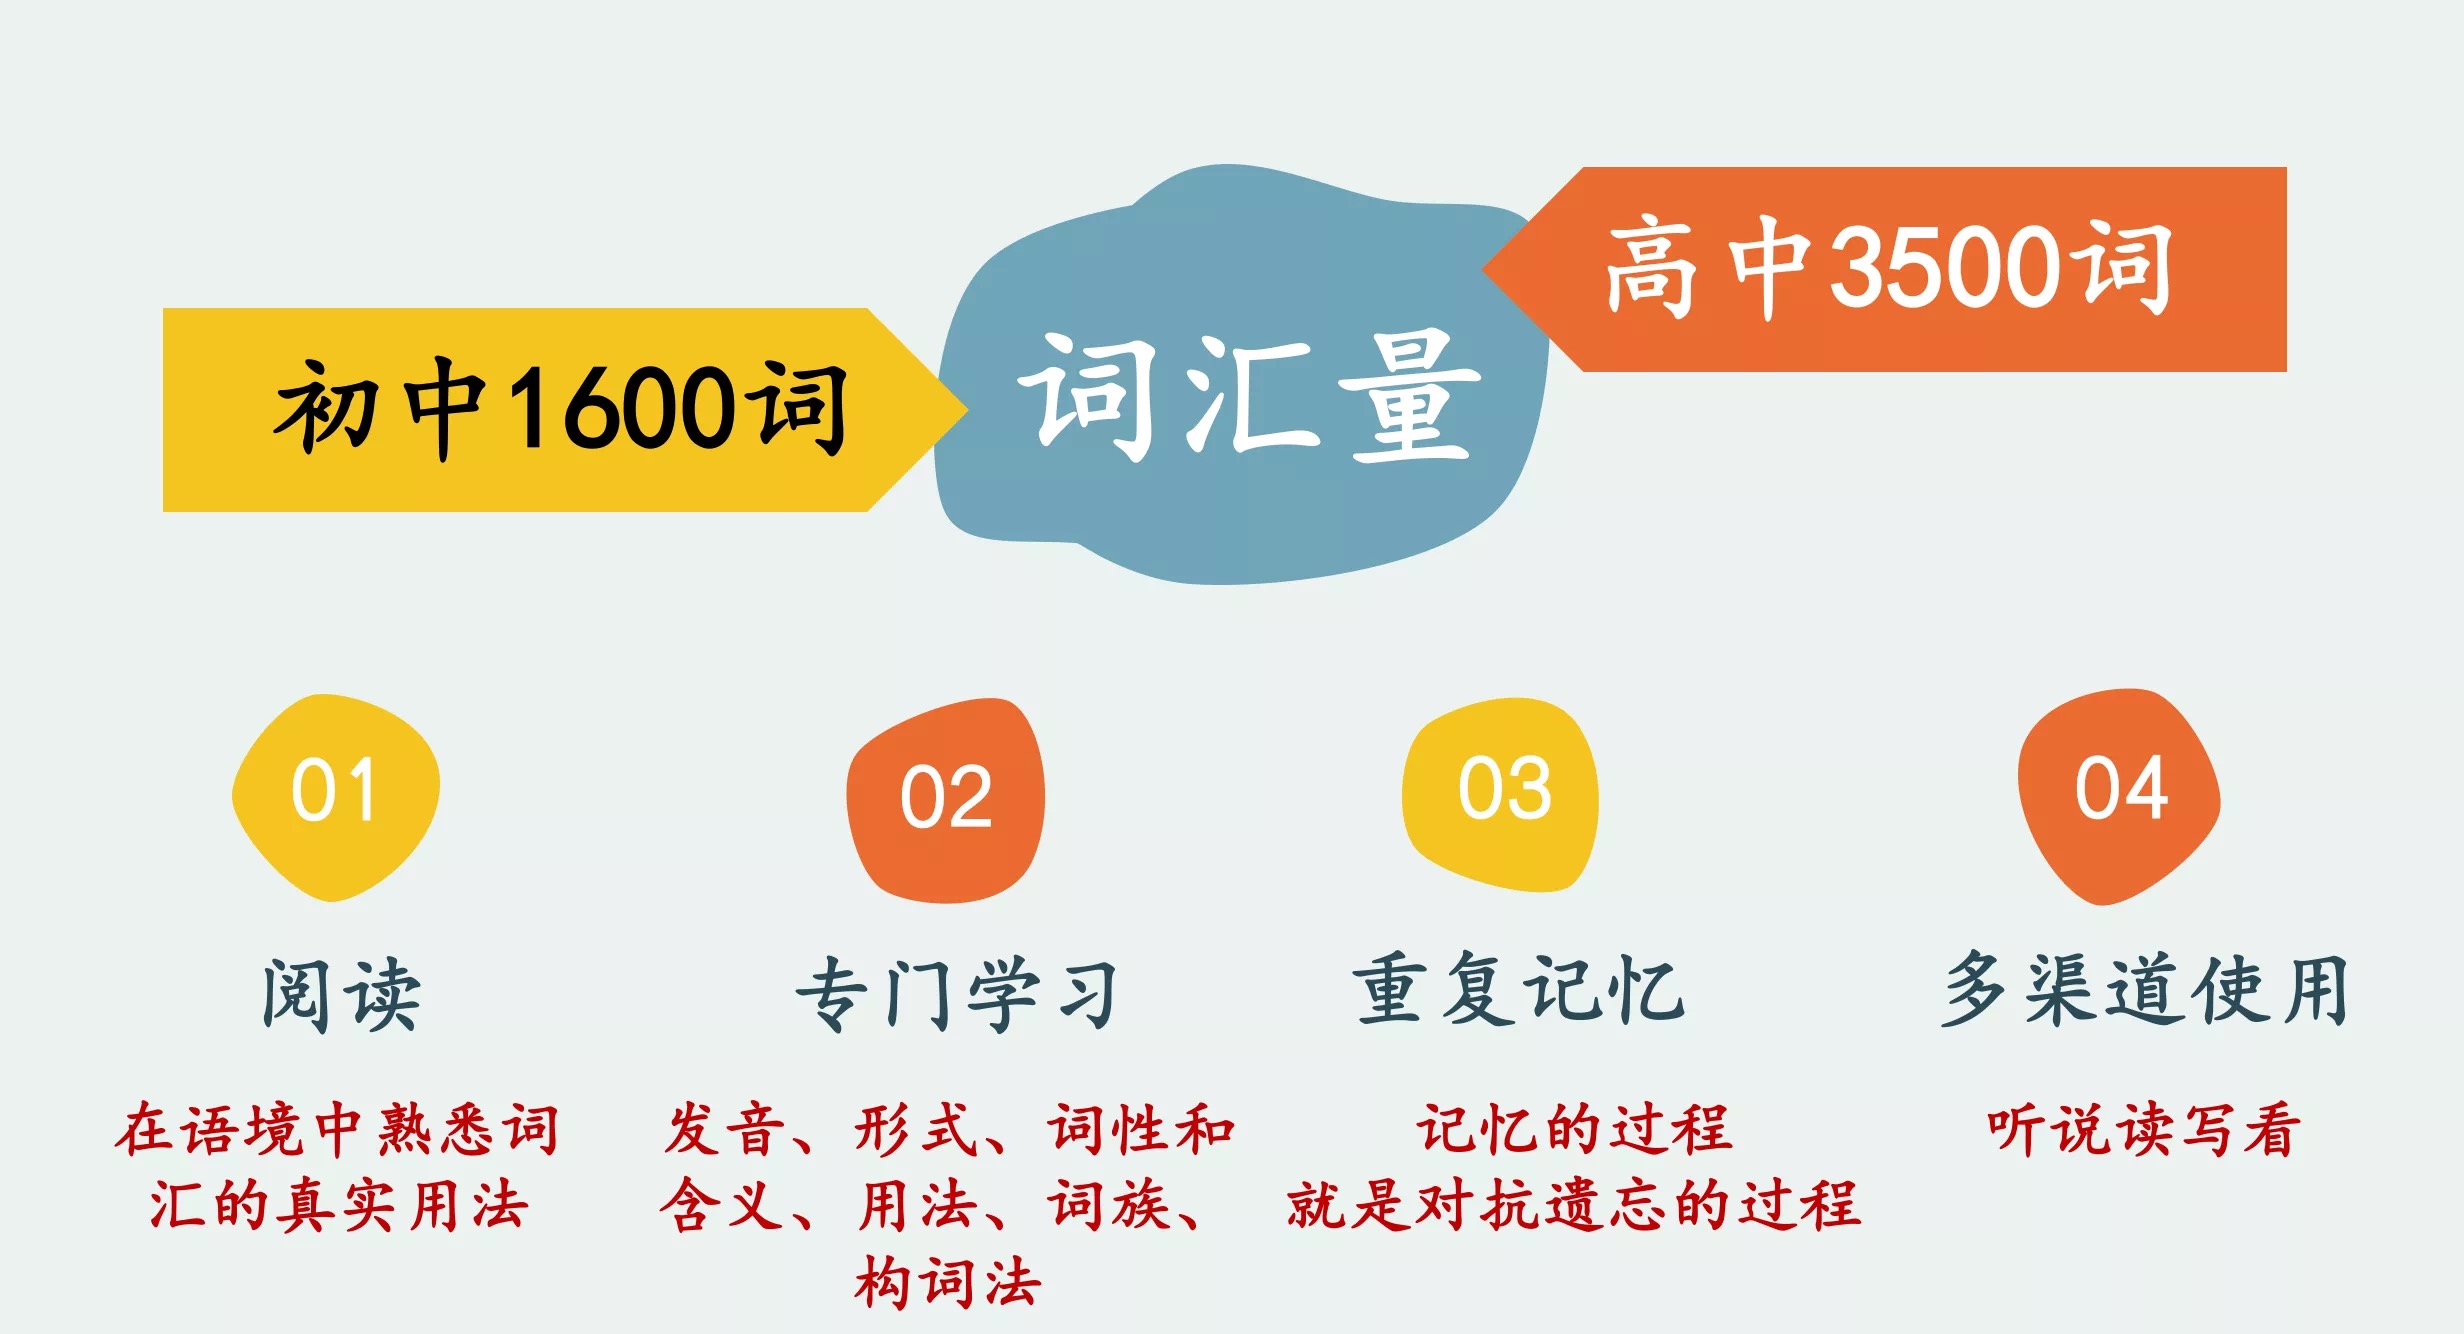 高中3500词
初中1600词
词汇量
01
阅读
在语境中熟悉词
汇的真实用法
02
专门学习
发音、形式、词性和
含义、用法、词族、
构词法
03
重复记忆
记忆的过程
就是对抗遗忘的过程
04
多渠道使用
听说读写看